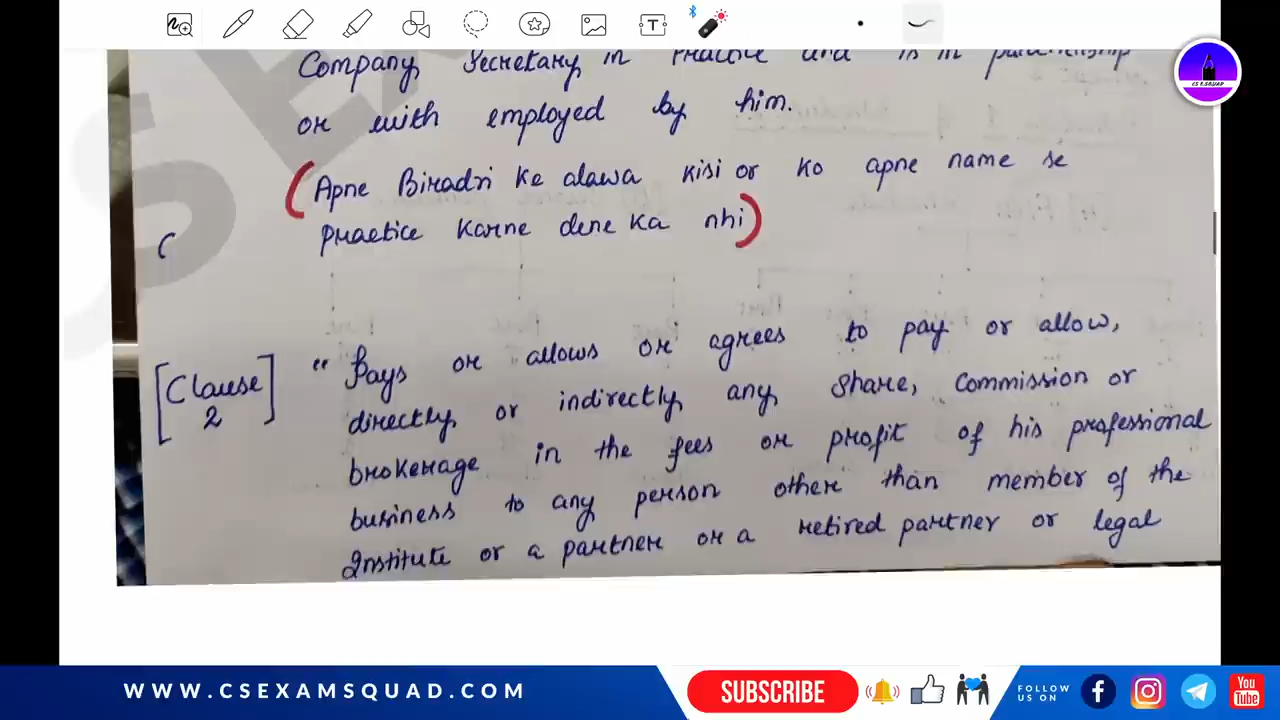 Company Secretary in Practice and is in partnership
or with employed by him.
(Apne Biradri ke alawa kisi or ko apne name se
Practice Karne dene ka nhi)
[Clause 2]
"Pays or allows or agrees to pay or allow,
directly or indirectly any Share, Commission or
brokerage in the fees or profit of his professional
business to any person other than member of the
Institute or a partner or a retired partner or legal
CS EXSQUAD
WWW.CSEXAMSQUAD.COM
SUBSCRIBE
FOLLOW
US ON
You
Tube